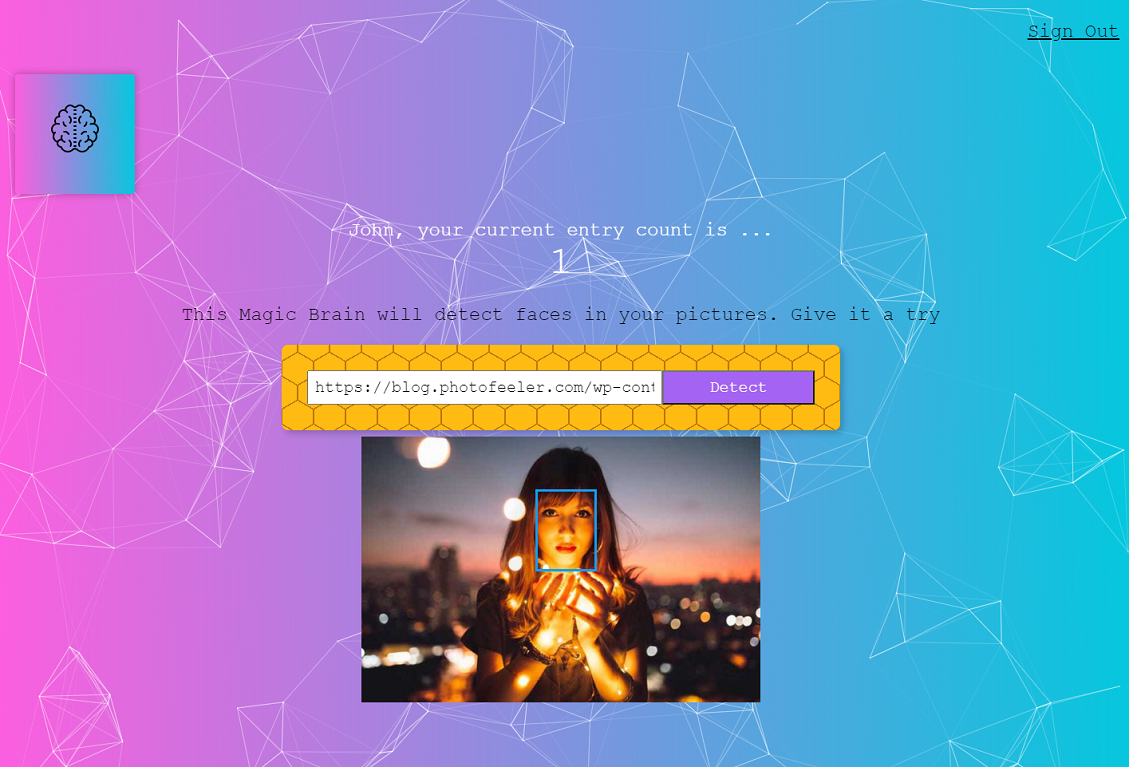 Sign Out
John, your current entry count is ...
1
This Magic Brain will detect faces in your pictures. Give it a try
https://blog.photofeeler.com/wp-cont
Detect